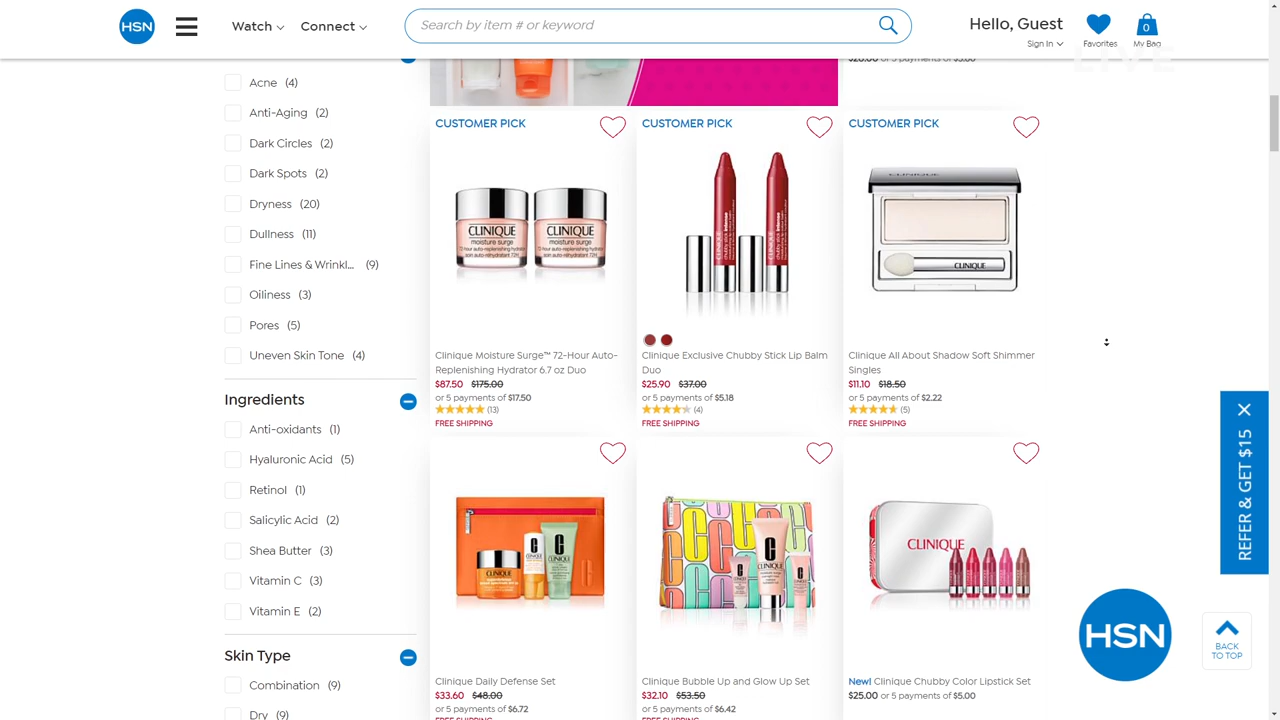 HSN
Watch
Connect
Search by item # or keyword
Hello, Guest
Sign In
Favorites
0
My Bag
LIVE
Acne (4)
Anti-Aging (2)
Dark Circles (2)
Dark Spots (2)
Dryness (20)
Dullness (11)
Fine Lines & Wrinkl... (9)
Oiliness (3)
Pores (5)
Uneven Skin Tone (4)
Ingredients
Anti-oxidants (1)
Hyaluronic Acid (5)
Retinol (1)
Salicylic Acid (2)
Shea Butter (3)
Vitamin C (3)
Vitamin E (2)
Skin Type
Combination (9)
Dry (9)
CUSTOMER PICK
CLINIQUE
moisture surge
CLINIQUE
moisture surge
Clinique Moisture Surge™ 72-Hour Auto-
Replenishing Hydrator 6.7 oz Duo
$87.50 $175.00
or 5 payments of $17.50
(13)
FREE SHIPPING
CUSTOMER PICK
Clinique Exclusive Chubby Stick Lip Balm
Duo
$25.90 $37.00
or 5 payments of $5.18
(4)
FREE SHIPPING
CUSTOMER PICK
CLINIQUE
CLINIQUE
Clinique All About Shadow Soft Shimmer
Singles
$11.10 $18.50
or 5 payments of $2.22
(5)
FREE SHIPPING
CLINIQUE
Clinique Daily Defense Set
$33.60 $48.00
or 5 payments of $6.72
FREE SHIPPING
Clinique Bubble Up and Glow Up Set
$32.10 $53.50
or 5 payments of $6.42
FREE SHIPPING
CLINIQUE
New! Clinique Chubby Color Lipstick Set
$25.00 or 5 payments of $5.00
REFER & GET $15
HSN
BACK
TO TOP